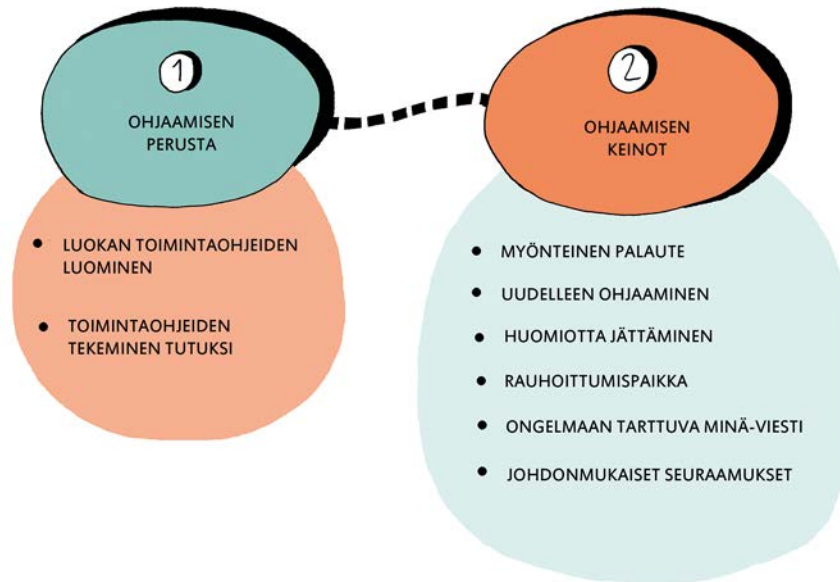 1
OHJAAMISEN
PERUSTA
• LUOKAN TOIMINTAOHJEIDEN
LUOMINEN
• TOIMINTAOHJEIDEN
TEKEMINEN TUTUKSI
2
OHJAAMISEN
KEINOT
• MYÖNTEINEN PALAUTE
• UUDELLEEN OHJAAMINEN
• HUOMIOTTA JÄTTÄMINEN
• RAUHOITTUMISPAIKKA
• ONGELMAAN TARTTUVA MINÄ-VIESTI
• JOHDONMUKAISET SEURAAMUKSET